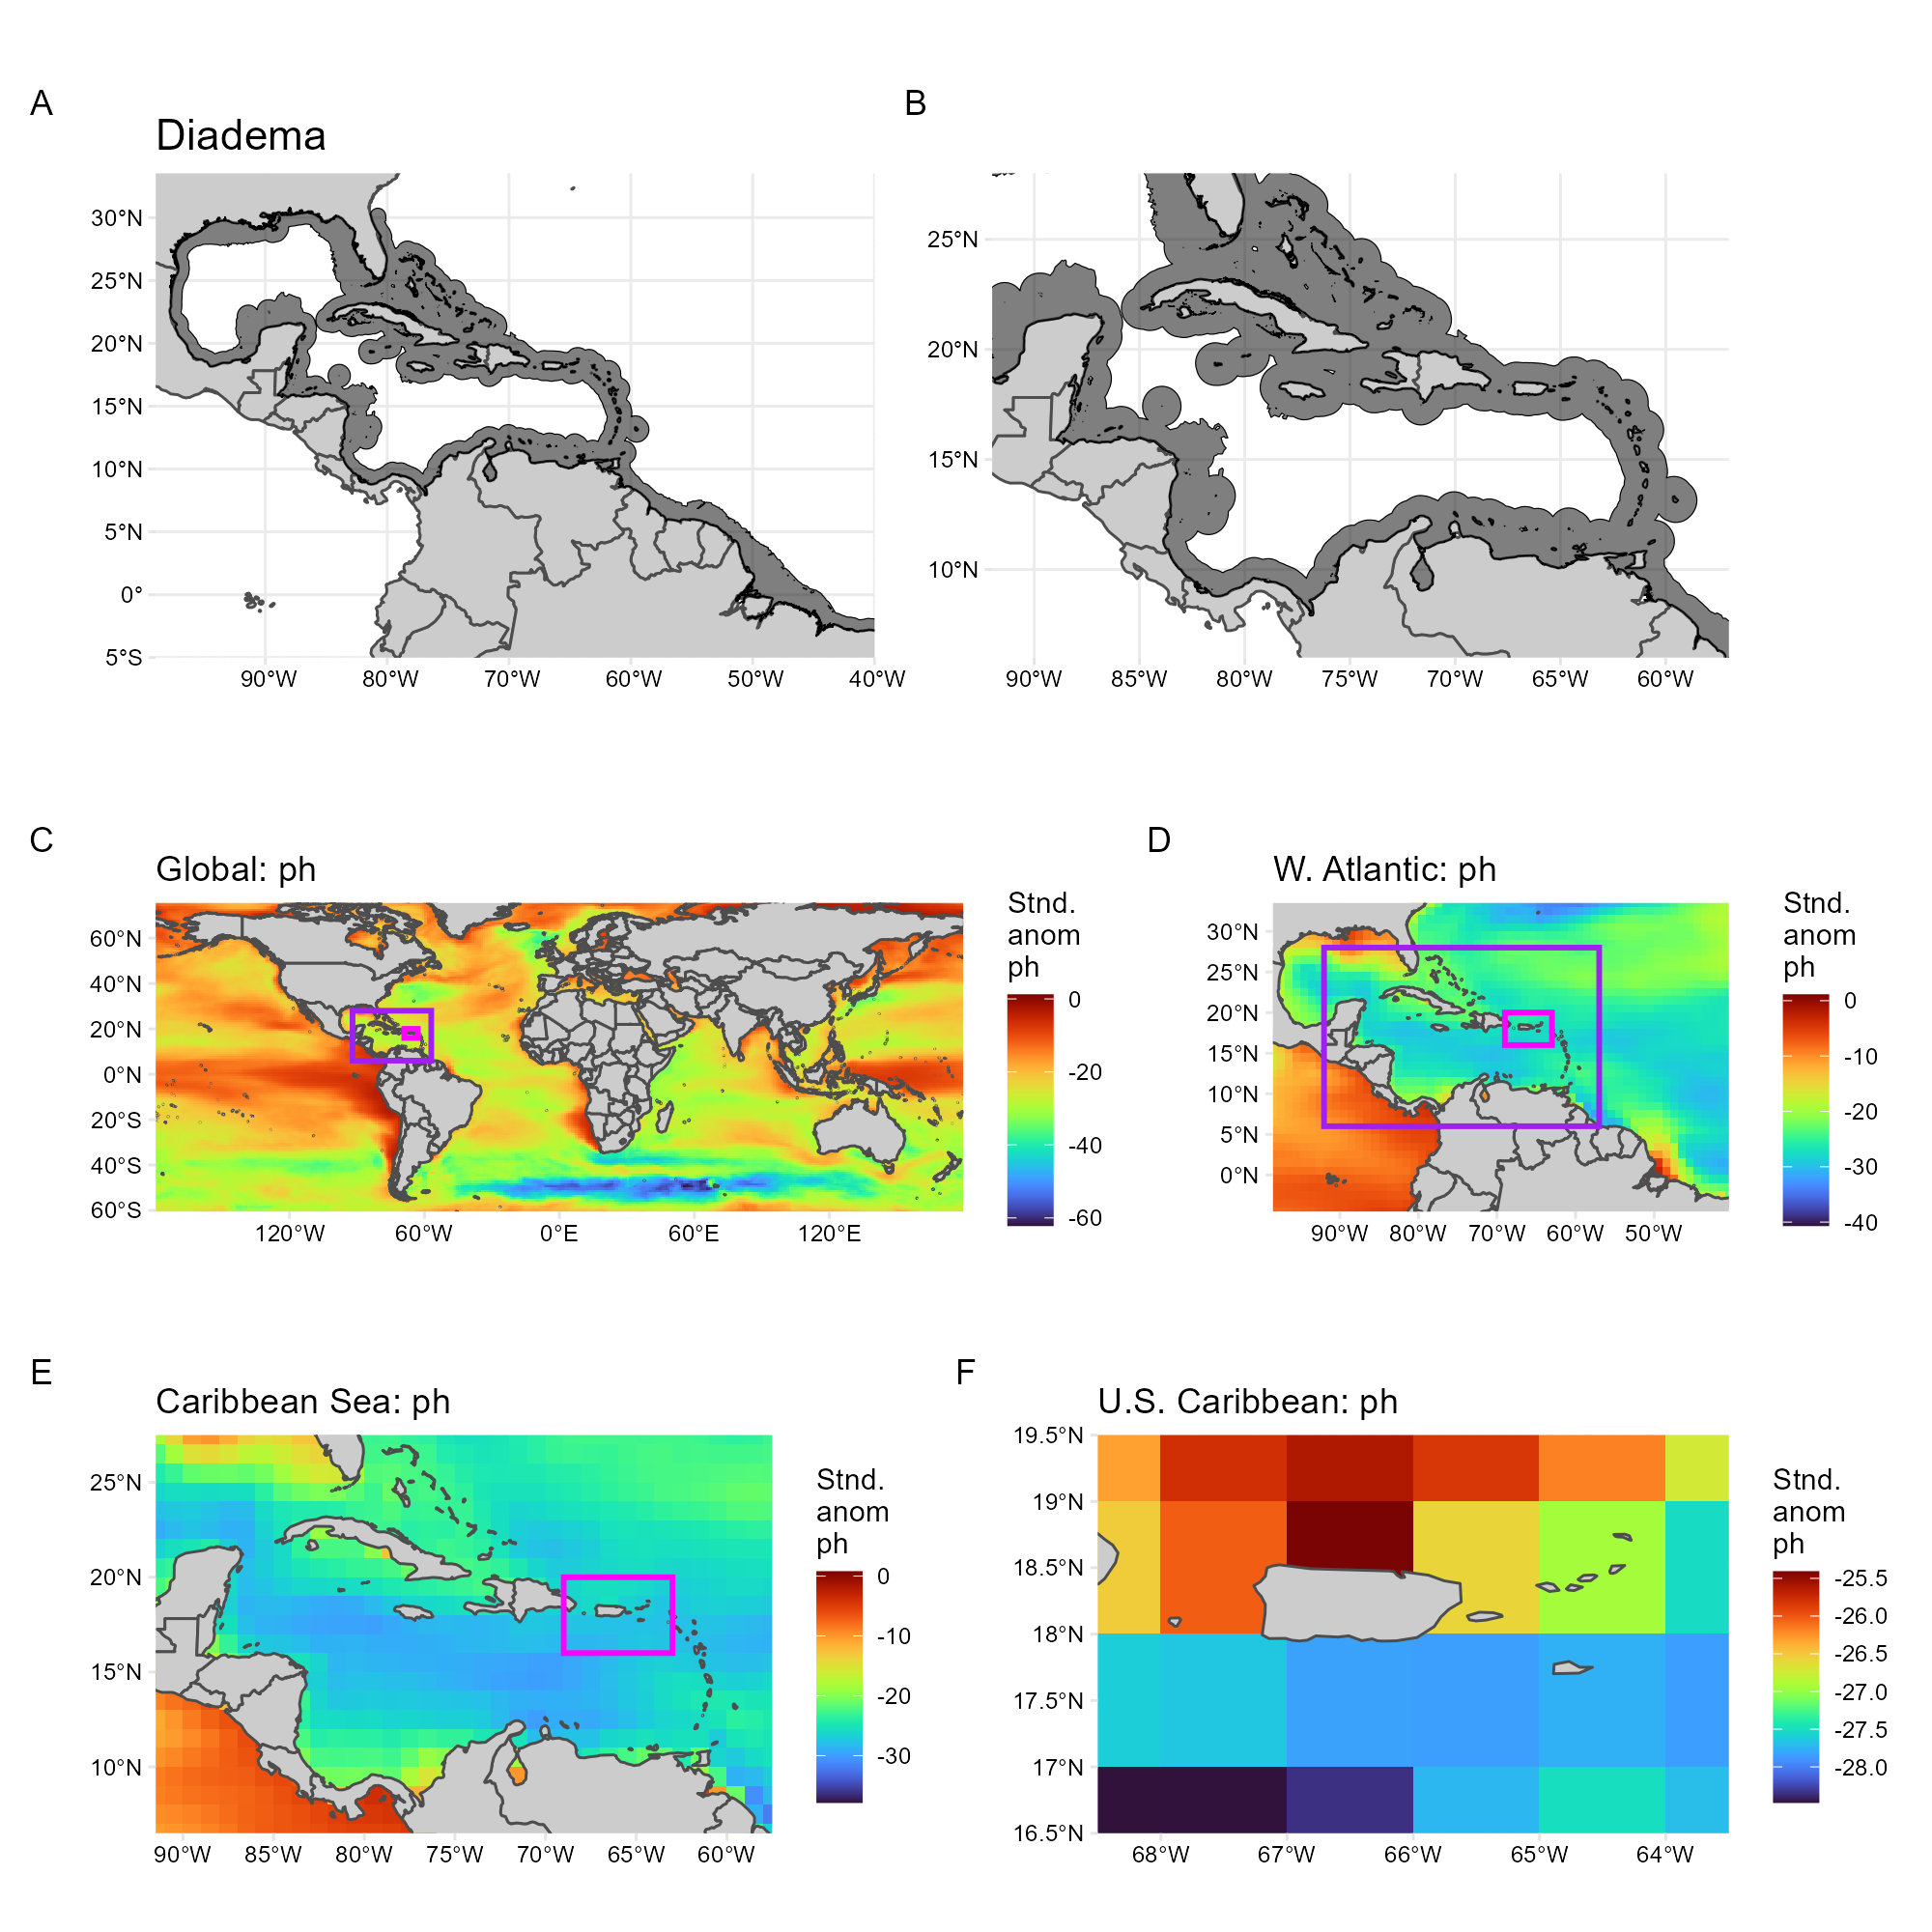 A
B
Diadema
30°N
25°N
20°N
15°N
10°N
5°N
0°
5°S
90°W
80°W
70°W
60°W
50°W
40°W
25°N
20°N
15°N
10°N
90°W
85°W
80°W
75°W
70°W
65°W
60°W
C
D
Global: ph
60°N
40°N
20°N
0°N
20°S
40°S
60°S
120°W
60°W
0°E
60°E
120°E
Stnd.
anom
ph
0
-20
-40
-60
W. Atlantic: ph
30°N
25°N
20°N
15°N
10°N
5°N
0°N
90°W
80°W
70°W
60°W
50°W
Stnd.
anom
ph
0
-10
-20
-30
-40
E
F
Caribbean Sea: ph
25°N
20°N
15°N
10°N
90°W
85°W
80°W
75°W
70°W
65°W
60°W
Stnd.
anom
ph
0
-10
-20
-30
U.S. Caribbean: ph
19.5°N
19°N
18.5°N
18°N
17.5°N
17°N
16.5°N
68°W
67°W
66°W
65°W
64°W
Stnd.
anom
ph
-25.5
-26.0
-26.5
-27.0
-27.5
-28.0